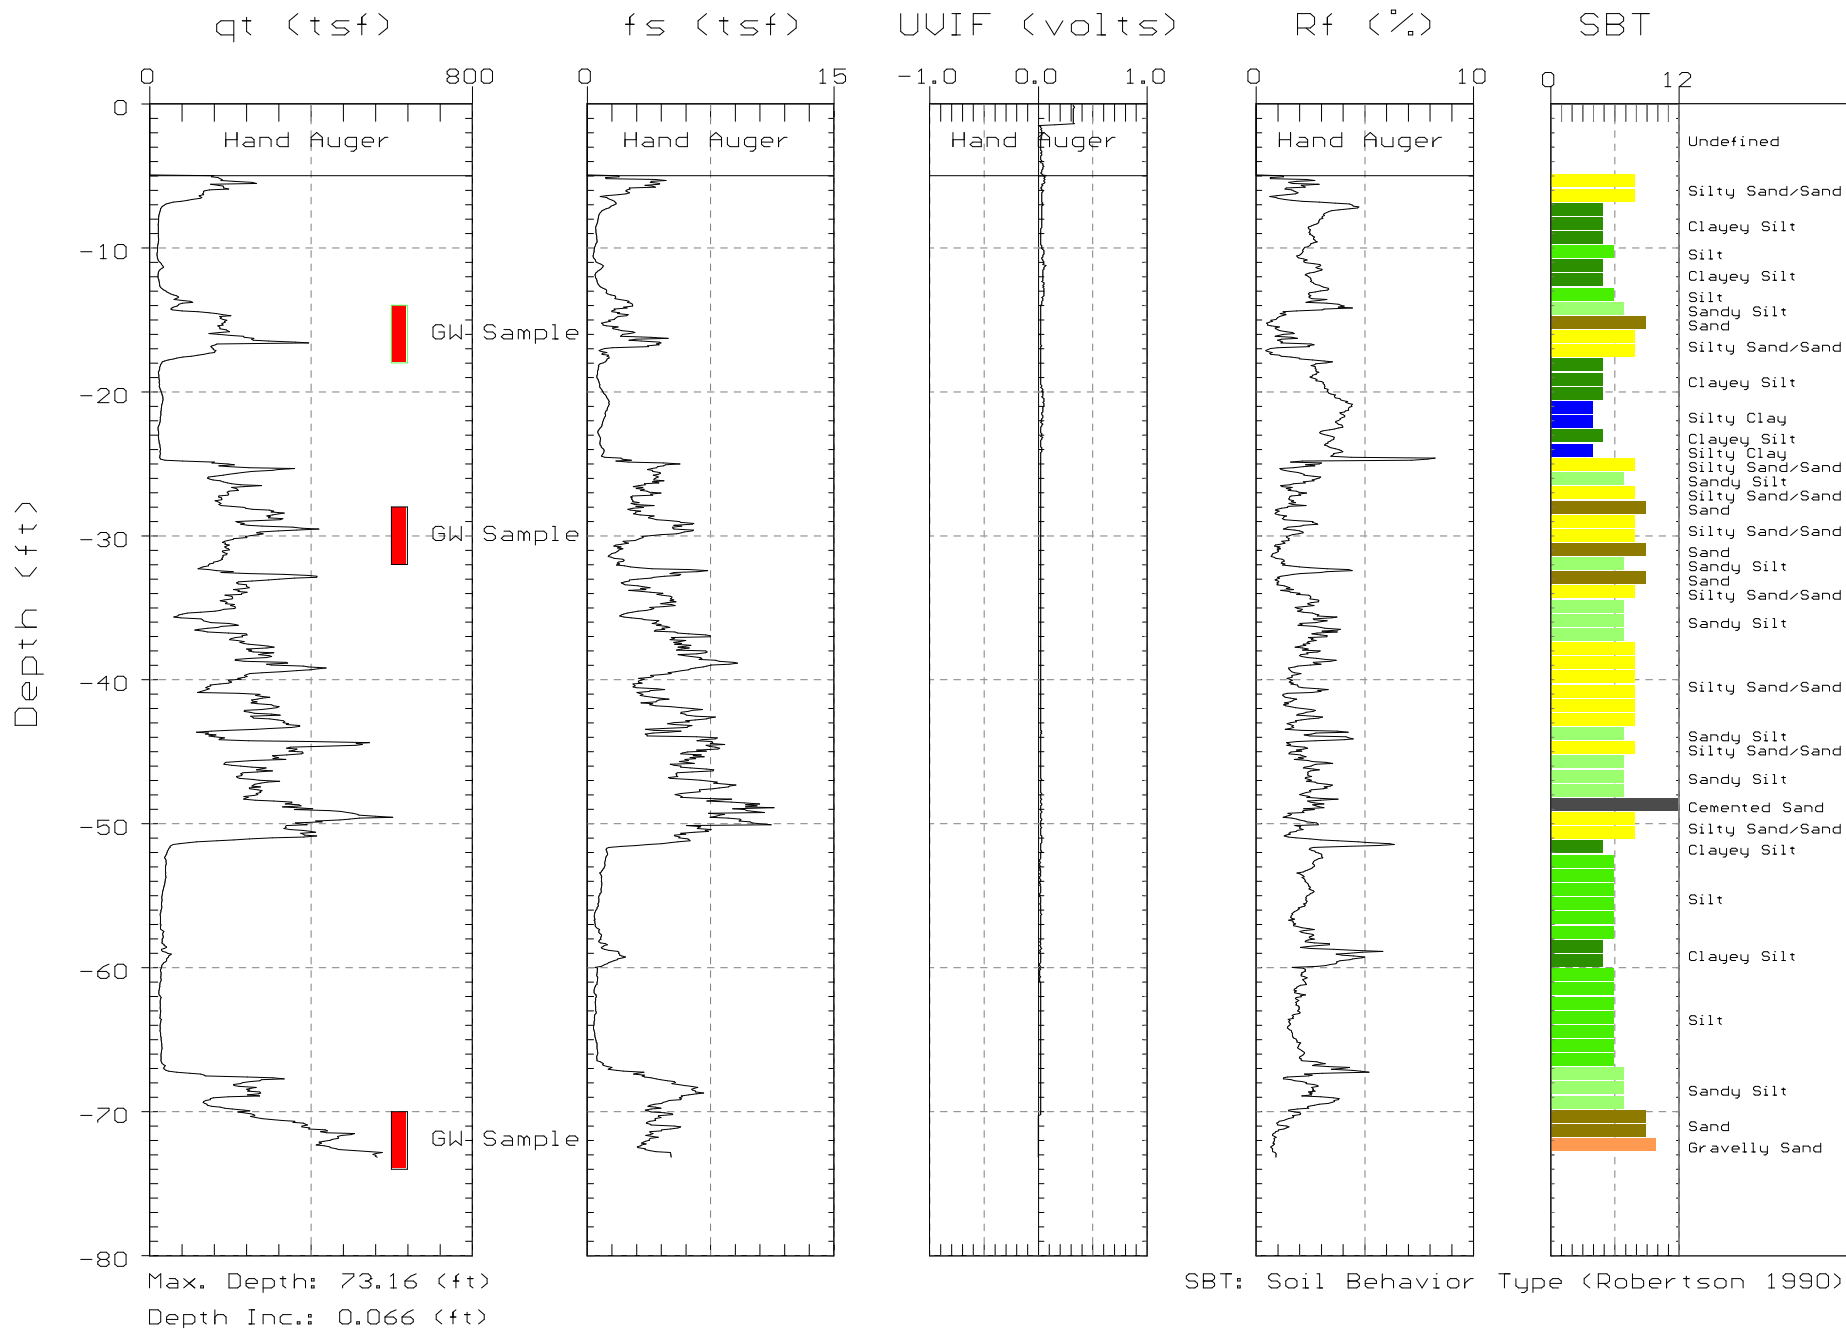 qt (tsf) fs (tsf) UVIF (volts) Rf (%) SBT
0 800 0 15 -1.0 0.0 1.0 0 10 0 12
0
Hand Auger Hand Auger Hand Auger Hand Auger Undefined
Silty Sand/Sand
Clayey Silt
-10
Silt
Clayey Silt
Silt
Sandy Silt
Sand
GW Sample
Silty Sand/Sand
Clayey Silt
-20
Silty Clay
Clayey Silt
Silty Clay
Silty Sand/Sand
Sandy Silt
Silty Sand/Sand
Sand
GW Sample Silty Sand/Sand
-30
Sand
Sandy Silt
Sand
Silty Sand/Sand
Sandy Silt
Depth (ft)
-40 Silty Sand/Sand
Sandy Silt
Silty Sand/Sand
Sandy Silt
Cemented Sand
-50 Silty Sand/Sand
Clayey Silt
Silt
Clayey Silt
-60
Silt
Sandy Silt
-70
Sand
GW Sample
Gravelly Sand
-80
Max. Depth: 73.16 (ft) SBT: Soil Behavior Type (Robertson 1990)
Depth Inc.: 0.066 (ft)